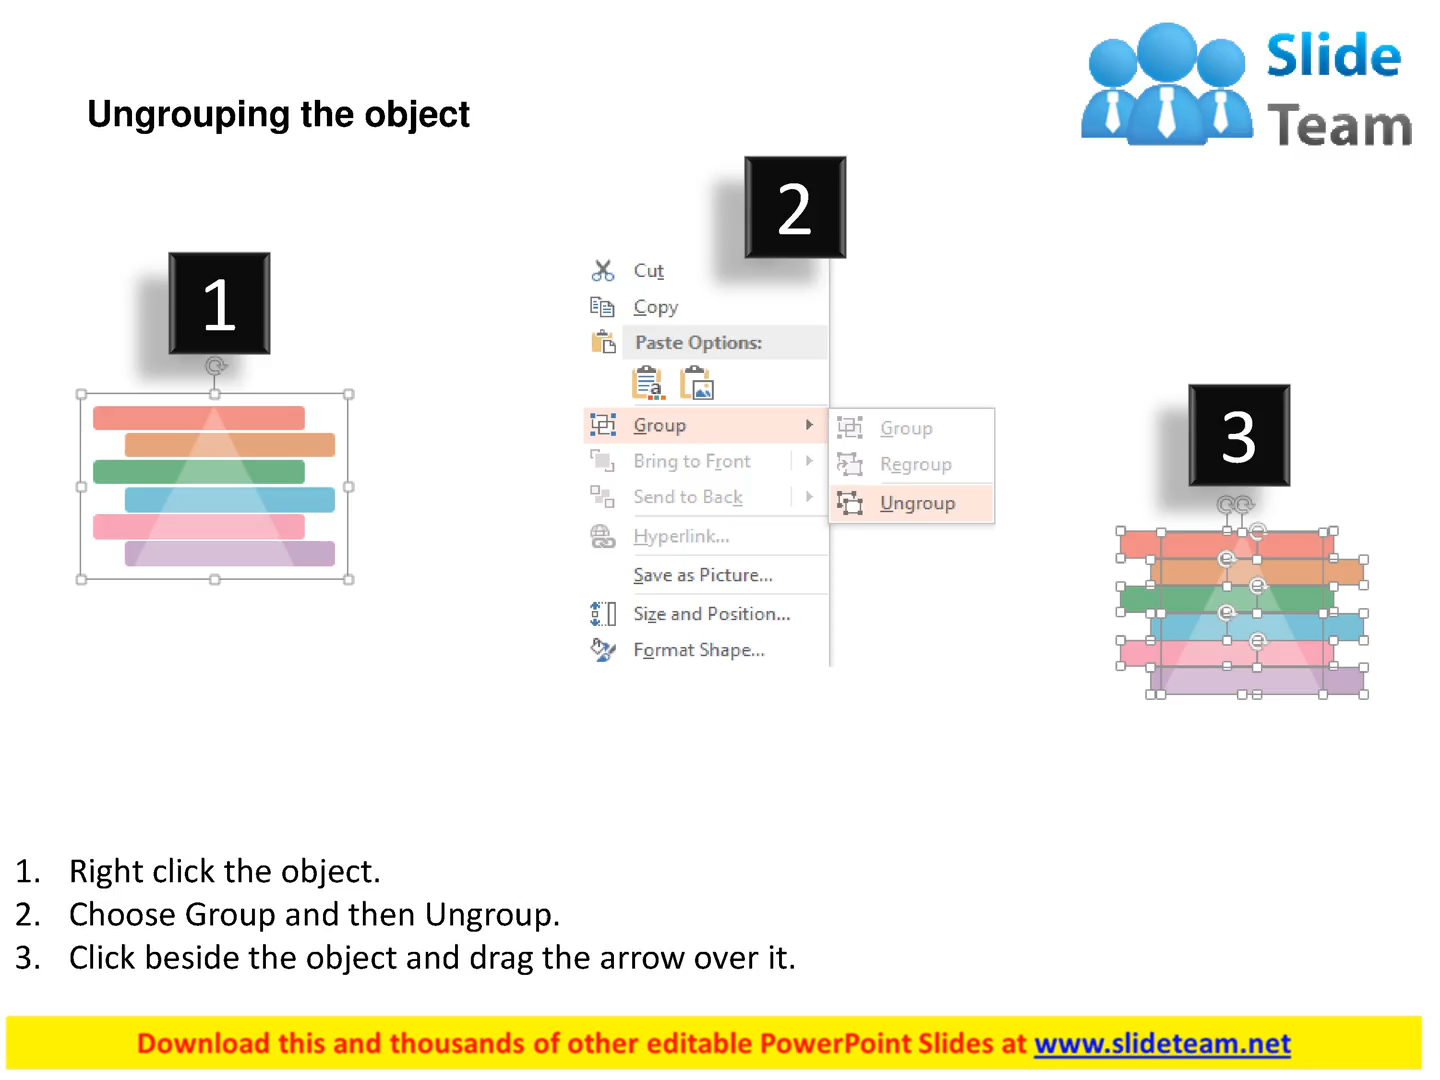 Slide
Team
Ungrouping the object
1
2
3
Cut
Copy
Paste Options:
Group
Bring to Front
Send to Back
Hyperlink...
Save as Picture...
Size and Position...
Format Shape...
Group
Regroup
Ungroup
1. Right click the object.
2. Choose Group and then Ungroup.
3. Click beside the object and drag the arrow over it.
Download this and thousands of other editable PowerPoint Slides at www.slideteam.net